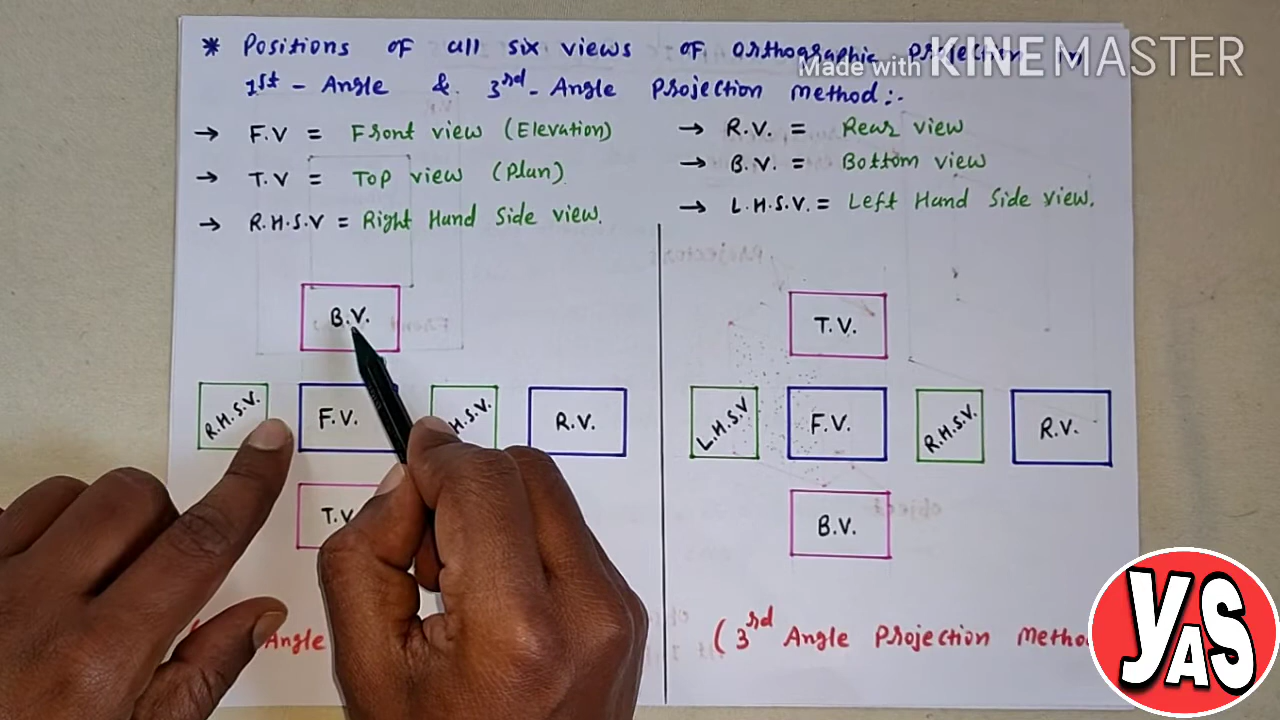 * Positions of all six views of orthographic projection in
1st - Angle & 3rd - Angle projection method:-
→ F.V = Front view (Elevation)
→ T.V = Top view (Plan)
→ R.H.S.V = Right Hand Side view.
→ R.V. = Rear view
→ B.V. = Bottom view
→ L.H.S.V. = Left Hand Side view.
B.V.
R.H.S.V. F.V. H.S.V. R.V.
T.V
Angle
T.V.
L.H.S.V F.V. R.H.S.V. R.V.
B.V.
(3rd Angle Projection Metho
Made with KINEMASTER
YAS